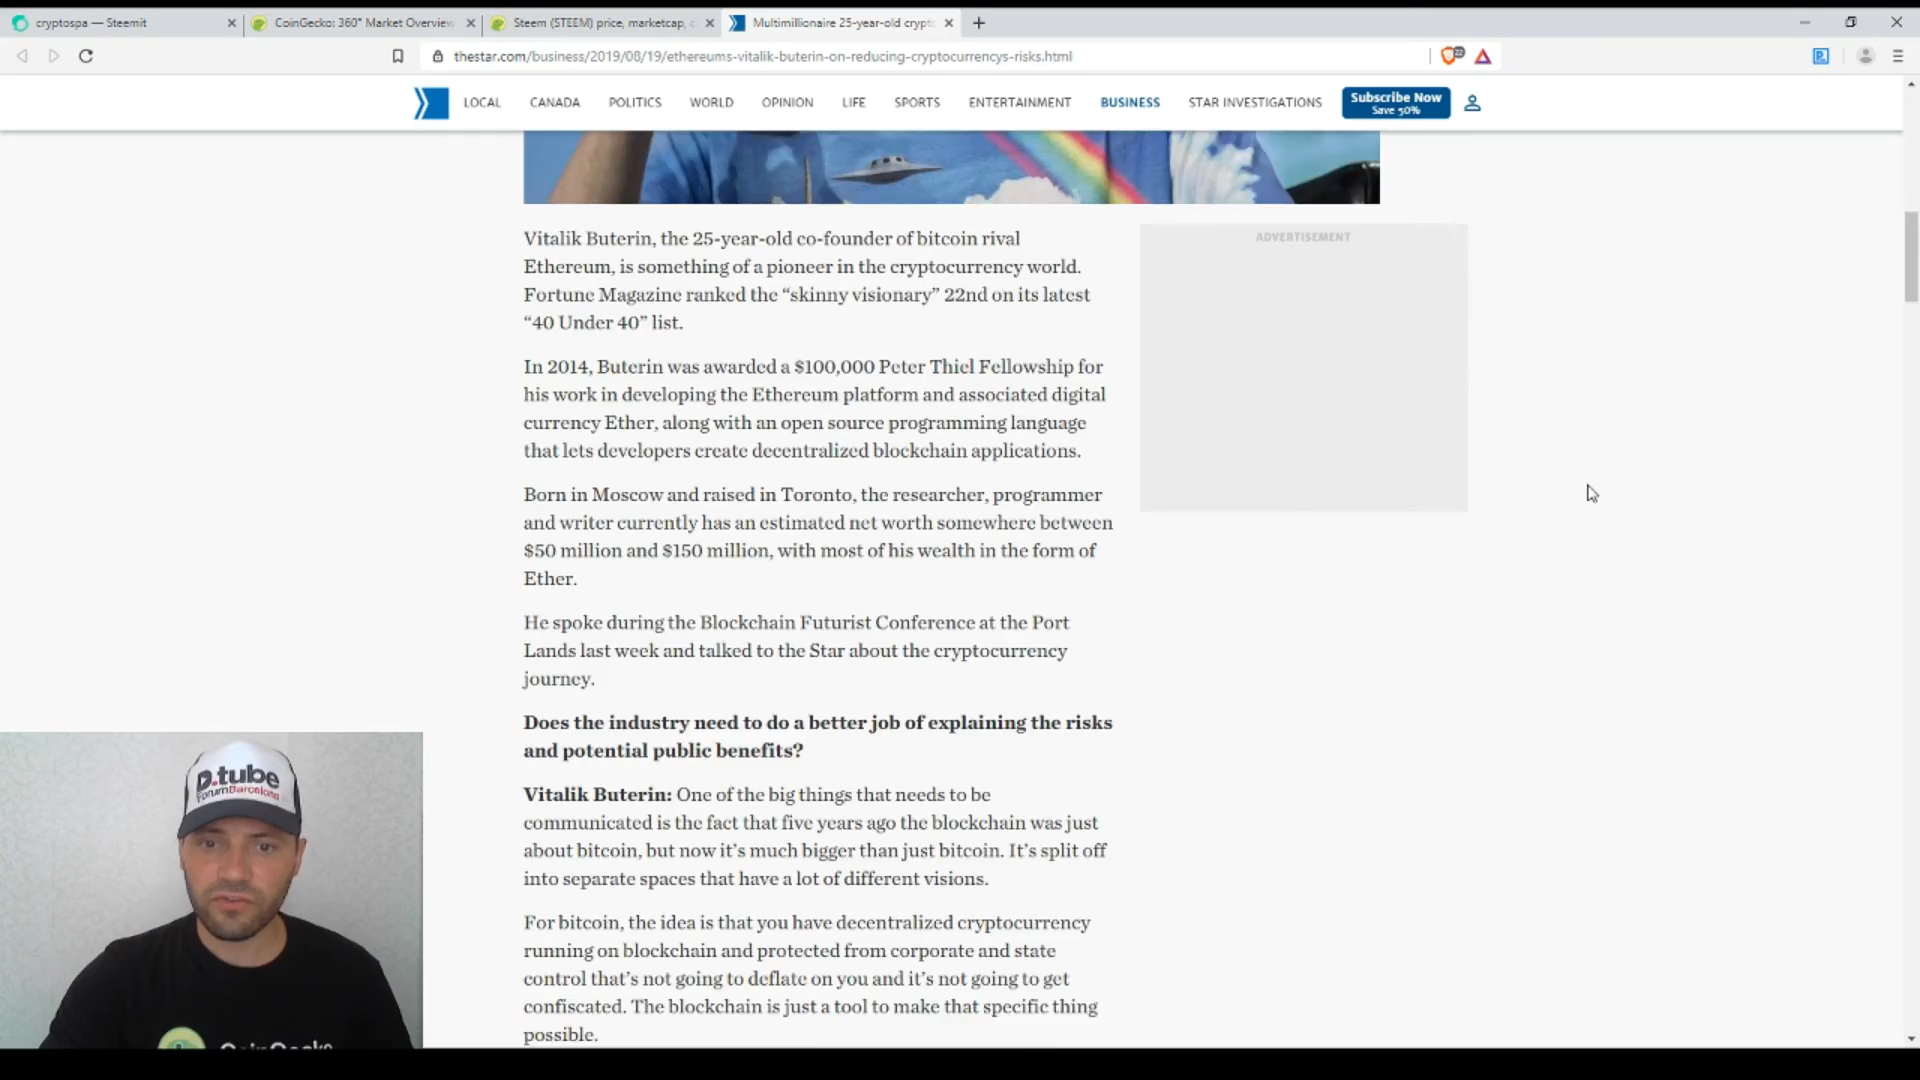 cryptospa — Steemit
CoinGecko: 360° Market Overview
Steem (STEEM) price, marketcap, c
Multimillionaire 25-year-old crypt
thestar.com/business/2019/08/19/ethereums-vitalik-buterin-on-reducing-cryptocurrencys-risks.html
LOCAL CANADA POLITICS WORLD OPINION LIFE SPORTS ENTERTAINMENT BUSINESS STAR INVESTIGATIONS
Subscribe Now
Save 50%
ADVERTISEMENT
Vitalik Buterin, the 25-year-old co-founder of bitcoin rival
Ethereum, is something of a pioneer in the cryptocurrency world.
Fortune Magazine ranked the “skinny visionary” 22nd on its latest
“40 Under 40” list.
In 2014, Buterin was awarded a $100,000 Peter Thiel Fellowship for
his work in developing the Ethereum platform and associated digital
currency Ether, along with an open source programming language
that lets developers create decentralized blockchain applications.
Born in Moscow and raised in Toronto, the researcher, programmer
and writer currently has an estimated net worth somewhere between
$50 million and $150 million, with most of his wealth in the form of
Ether.
He spoke during the Blockchain Futurist Conference at the Port
Lands last week and talked to the Star about the cryptocurrency
journey.
Does the industry need to do a better job of explaining the risks
and potential public benefits?
Vitalik Buterin: One of the big things that needs to be
communicated is the fact that five years ago the blockchain was just
about bitcoin, but now it’s much bigger than just bitcoin. It’s split off
into separate spaces that have a lot of different visions.
For bitcoin, the idea is that you have decentralized cryptocurrency
running on blockchain and protected from corporate and state
control that’s not going to deflate on you and it’s not going to get
confiscated. The blockchain is just a tool to make that specific thing
possible.
D.tube
ForumBarcelona
CoinGecko